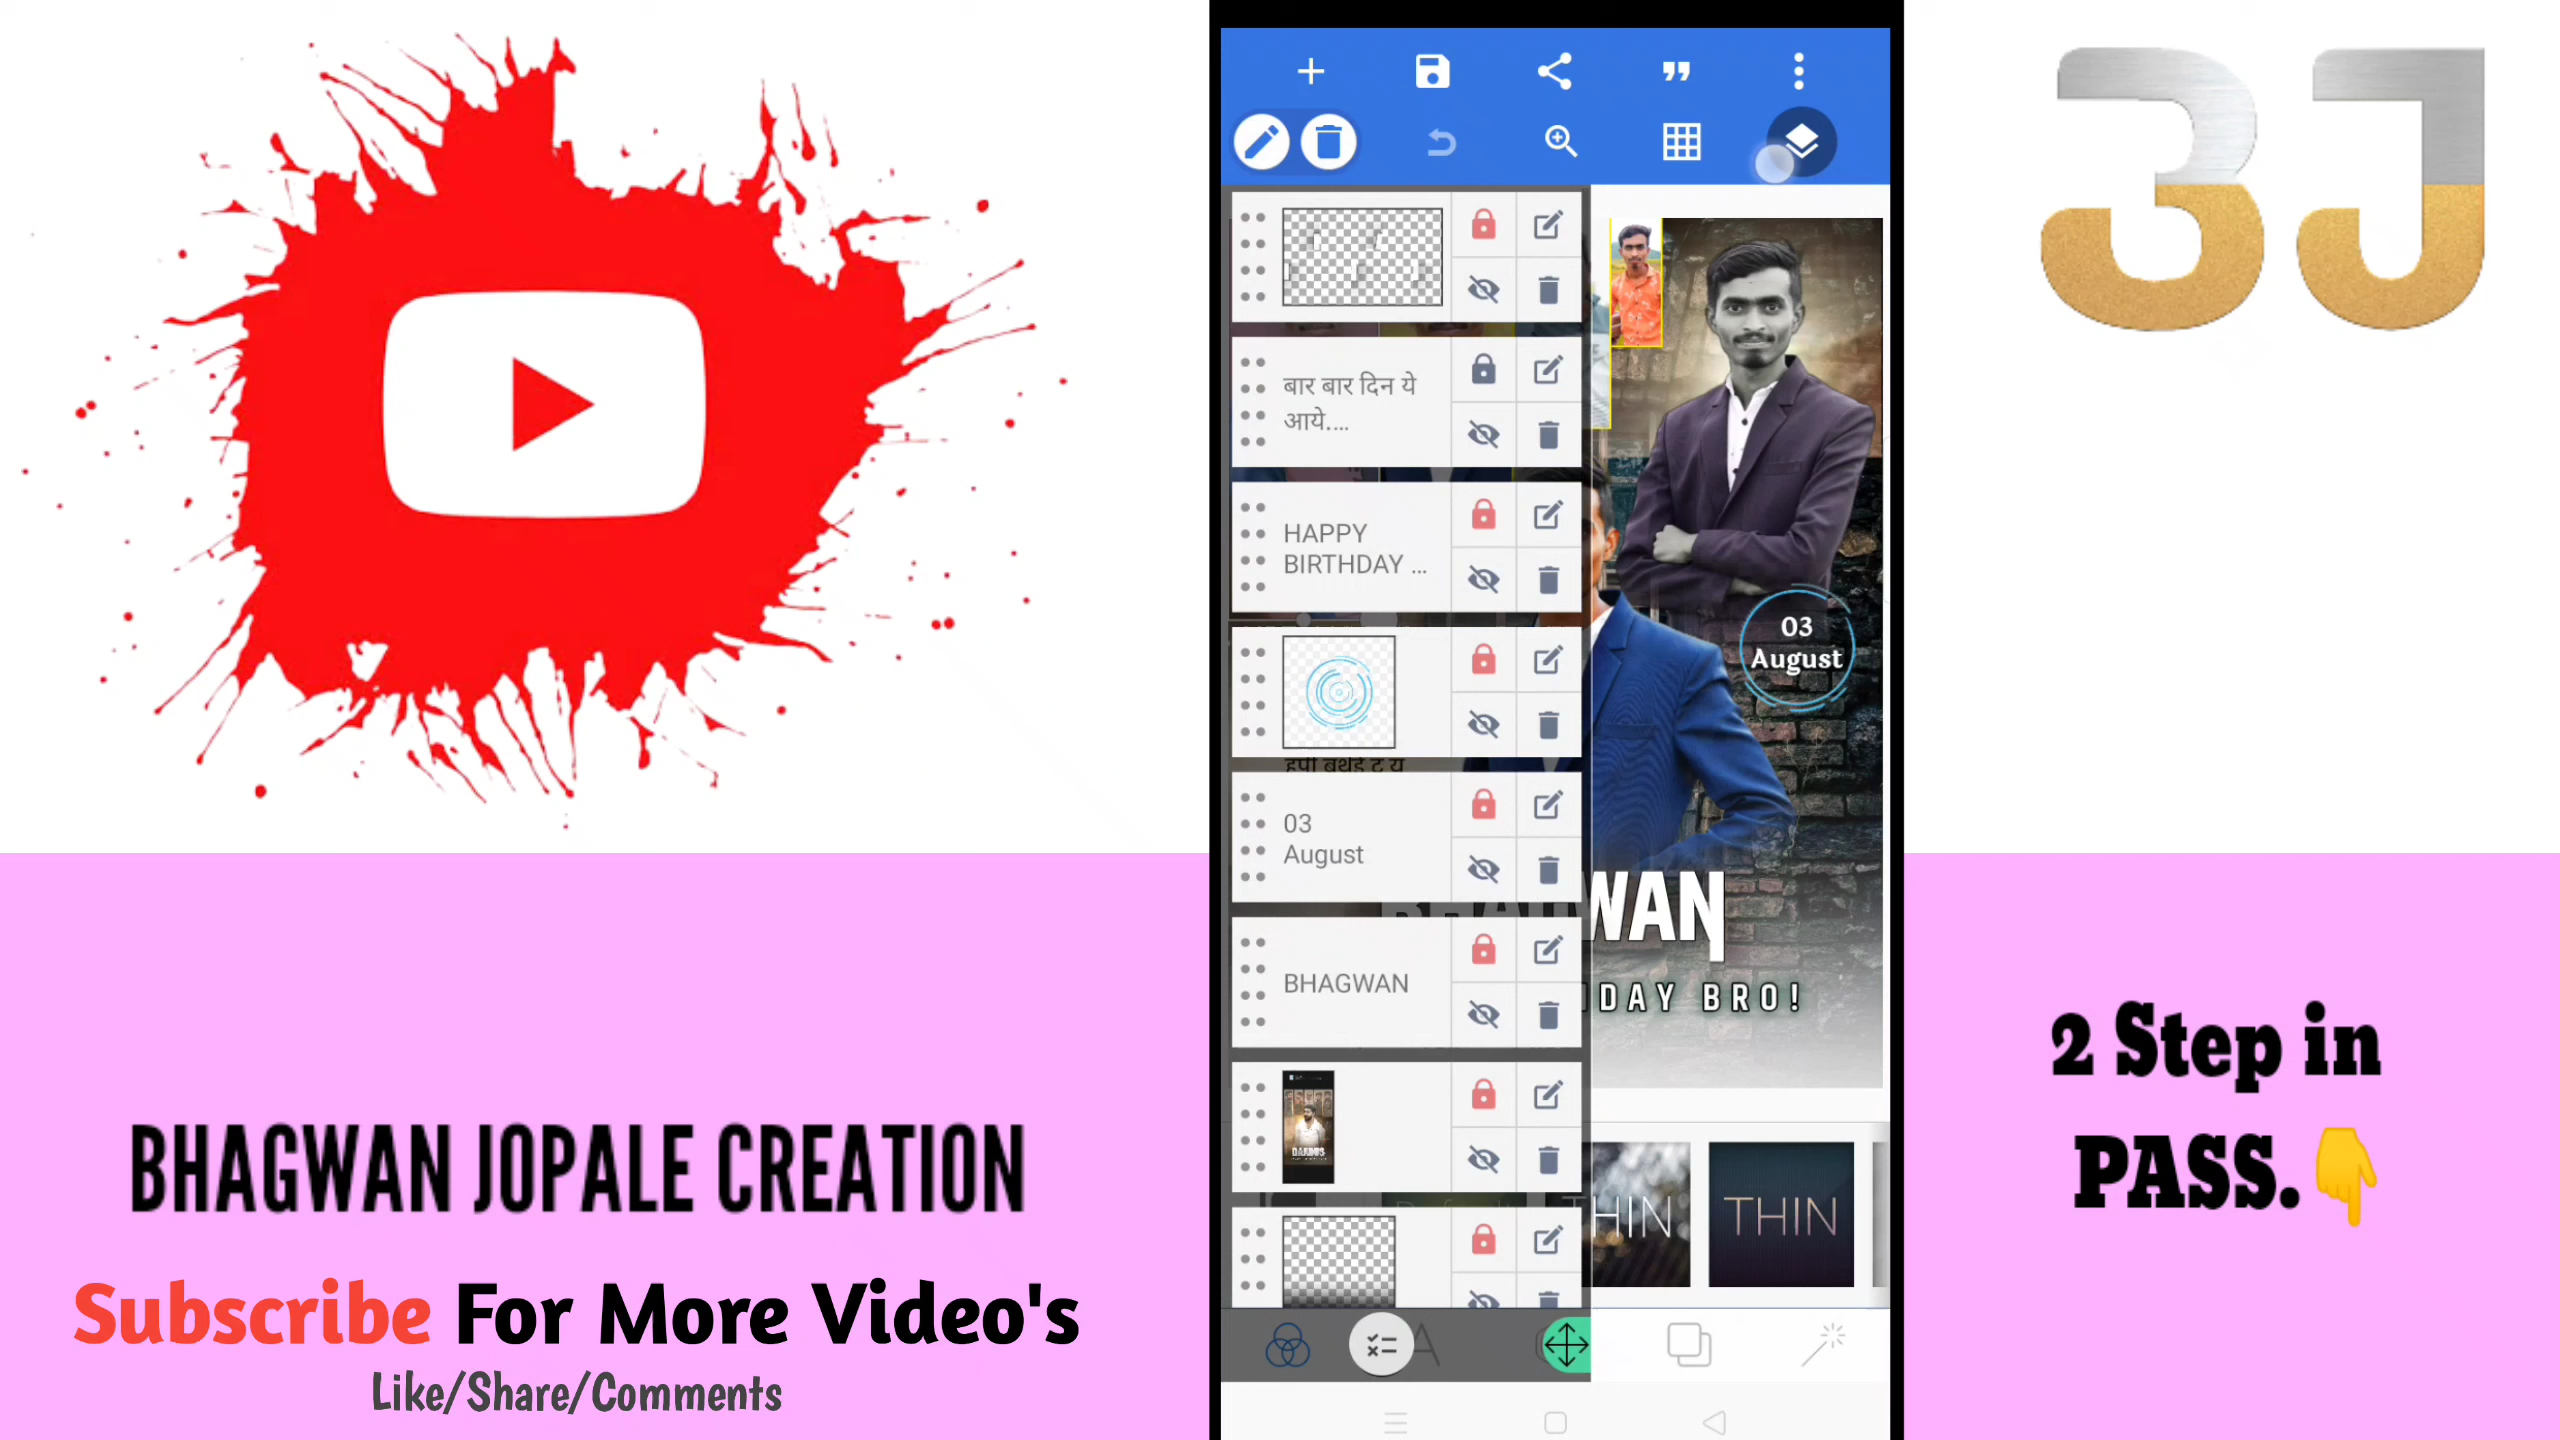 3J
बार बार दिन ये
आये....
HAPPY
BIRTHDAY ...
03
August
03
August
BHAGWAN
WAN
DAY BRO!
THIN
BHAGWAN JOPALE CREATION
Subscribe For More Video's
Like/Share/Comments
2 Step in
PASS.👇